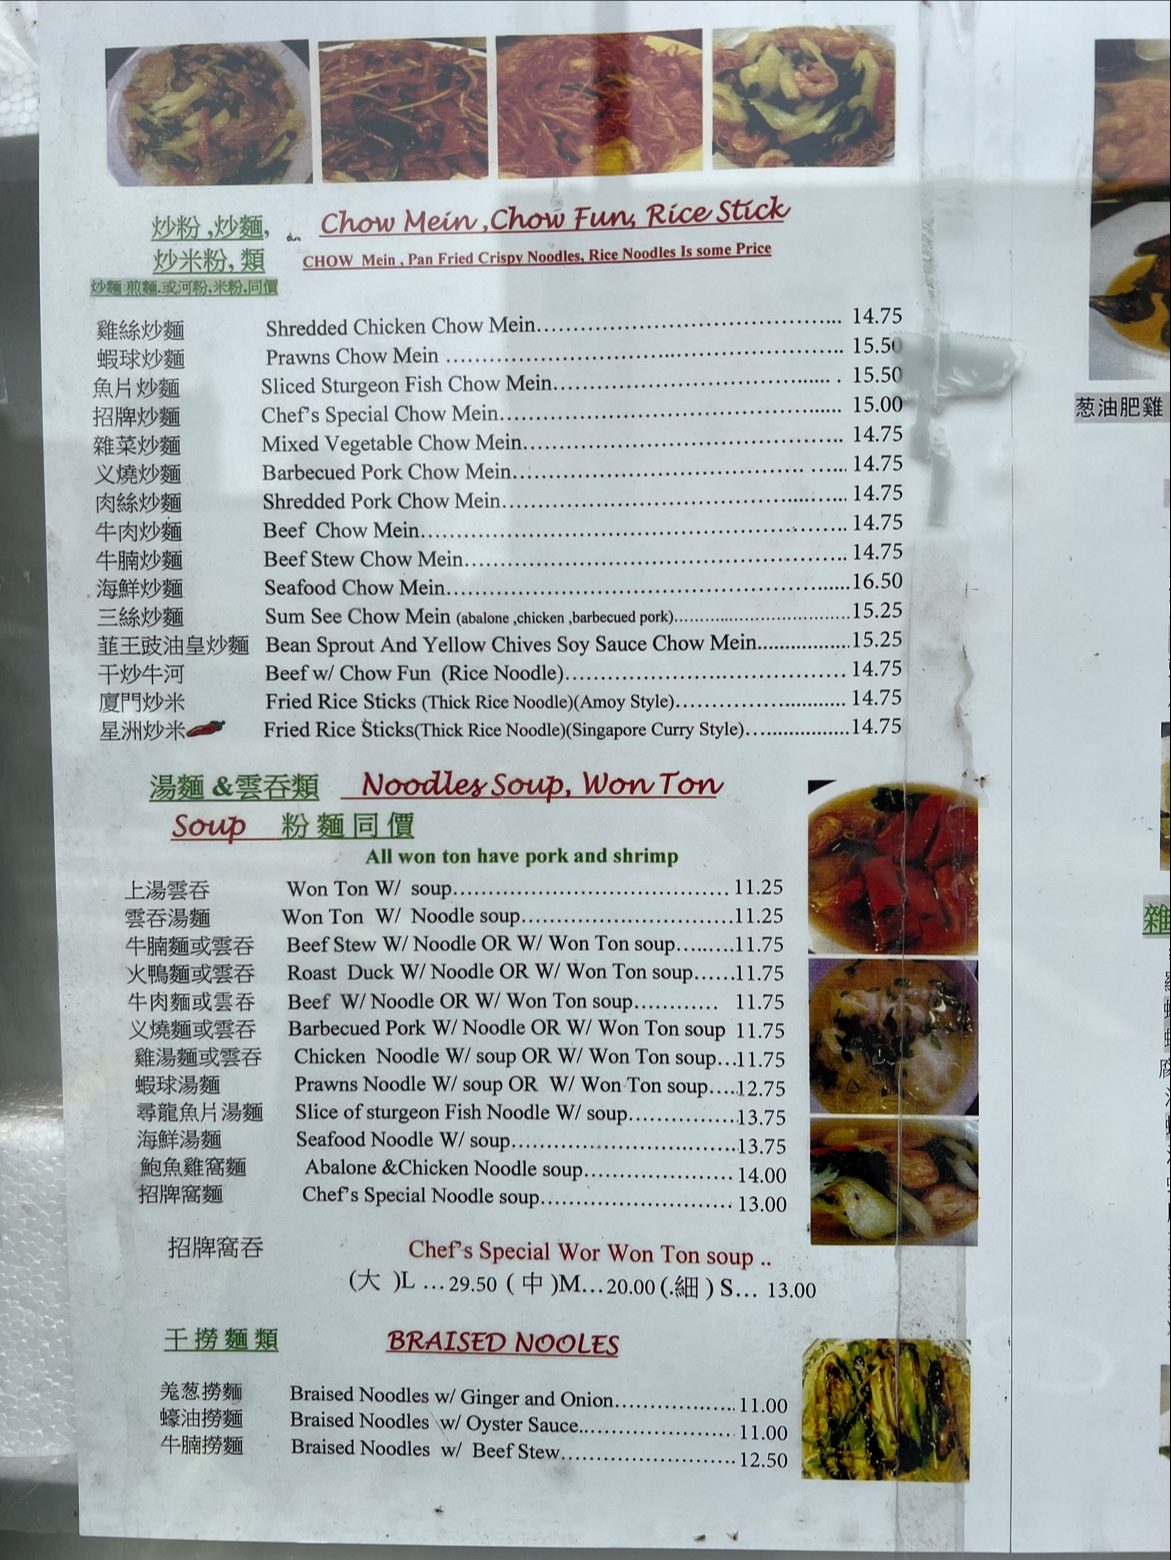 炒粉 ,炒麵, Chow Mein ,Chow Fun, Rice Stick
炒米粉, 類 CHOW Mein , Pan Fried Crispy Noodles, Rice Noodles Is some Price
炒麵 煎麵.或河粉,米粉,同價
雞絲炒麵 Shredded Chicken Chow Mein 14.75
蝦球炒麵 Prawns Chow Mein 15.50
魚片炒麵 Sliced Sturgeon Fish Chow Mein 15.50
招牌炒麵 Chef's Special Chow Mein 15.00
雜菜炒麵 Mixed Vegetable Chow Mein 14.75
义燒炒麵 Barbecued Pork Chow Mein 14.75
肉絲炒麵 Shredded Pork Chow Mein 14.75
牛肉炒麵 Beef Chow Mein 14.75
牛腩炒麵 Beef Stew Chow Mein 14.75
海鮮炒麵 Seafood Chow Mein 16.50
三絲炒麵 Sum See Chow Mein (abalone ,chicken ,barbecued pork) 15.25
韮王豉油皇炒麵 Bean Sprout And Yellow Chives Soy Sauce Chow Mein 15.25
干炒牛河 Beef w/ Chow Fun (Rice Noodle) 14.75
廈門炒米 Fried Rice Sticks (Thick Rice Noodle)(Amoy Style) 14.75
星洲炒米 Fried Rice Sticks(Thick Rice Noodle)(Singapore Curry Style) 14.75
湯麵 &雲吞類 Noodles Soup, Won Ton
Soup 粉 麵 同 價
All won ton have pork and shrimp
上湯雲吞 Won Ton W/ soup 11.25
雲吞湯麵 Won Ton W/ Noodle soup 11.25
牛腩麵或雲吞 Beef Stew W/ Noodle OR W/ Won Ton soup 11.75
火鴨麵或雲吞 Roast Duck W/ Noodle OR W/ Won Ton soup 11.75
牛肉麵或雲吞 Beef W/ Noodle OR W/ Won Ton soup 11.75
义燒麵或雲吞 Barbecued Pork W/ Noodle OR W/ Won Ton soup 11.75
雞湯麵或雲吞 Chicken Noodle W/ soup OR W/ Won Ton soup 11.75
蝦球湯麵 Prawns Noodle W/ soup OR W/ Won Ton soup 12.75
尋龍魚片湯麵 Slice of sturgeon Fish Noodle W/ soup 13.75
海鮮湯麵 Seafood Noodle W/ soup 13.75
鮑魚雞窩麵 Abalone &Chicken Noodle soup 14.00
招牌窩麵 Chef's Special Noodle soup 13.00
招牌窩吞 Chef's Special Wor Won Ton soup ..
(大 )L ...29.50 ( 中 )M...20.00 (.細 ) S... 13.00
干 撈 麵 類 BRAISED NOOLES
羗葱撈麵 Braised Noodles w/ Ginger and Onion 11.00
蠔油撈麵 Braised Noodles w/ Oyster Sauce 11.00
牛腩撈麵 Braised Noodles w/ Beef Stew 12.50
葱油肥雞
雜